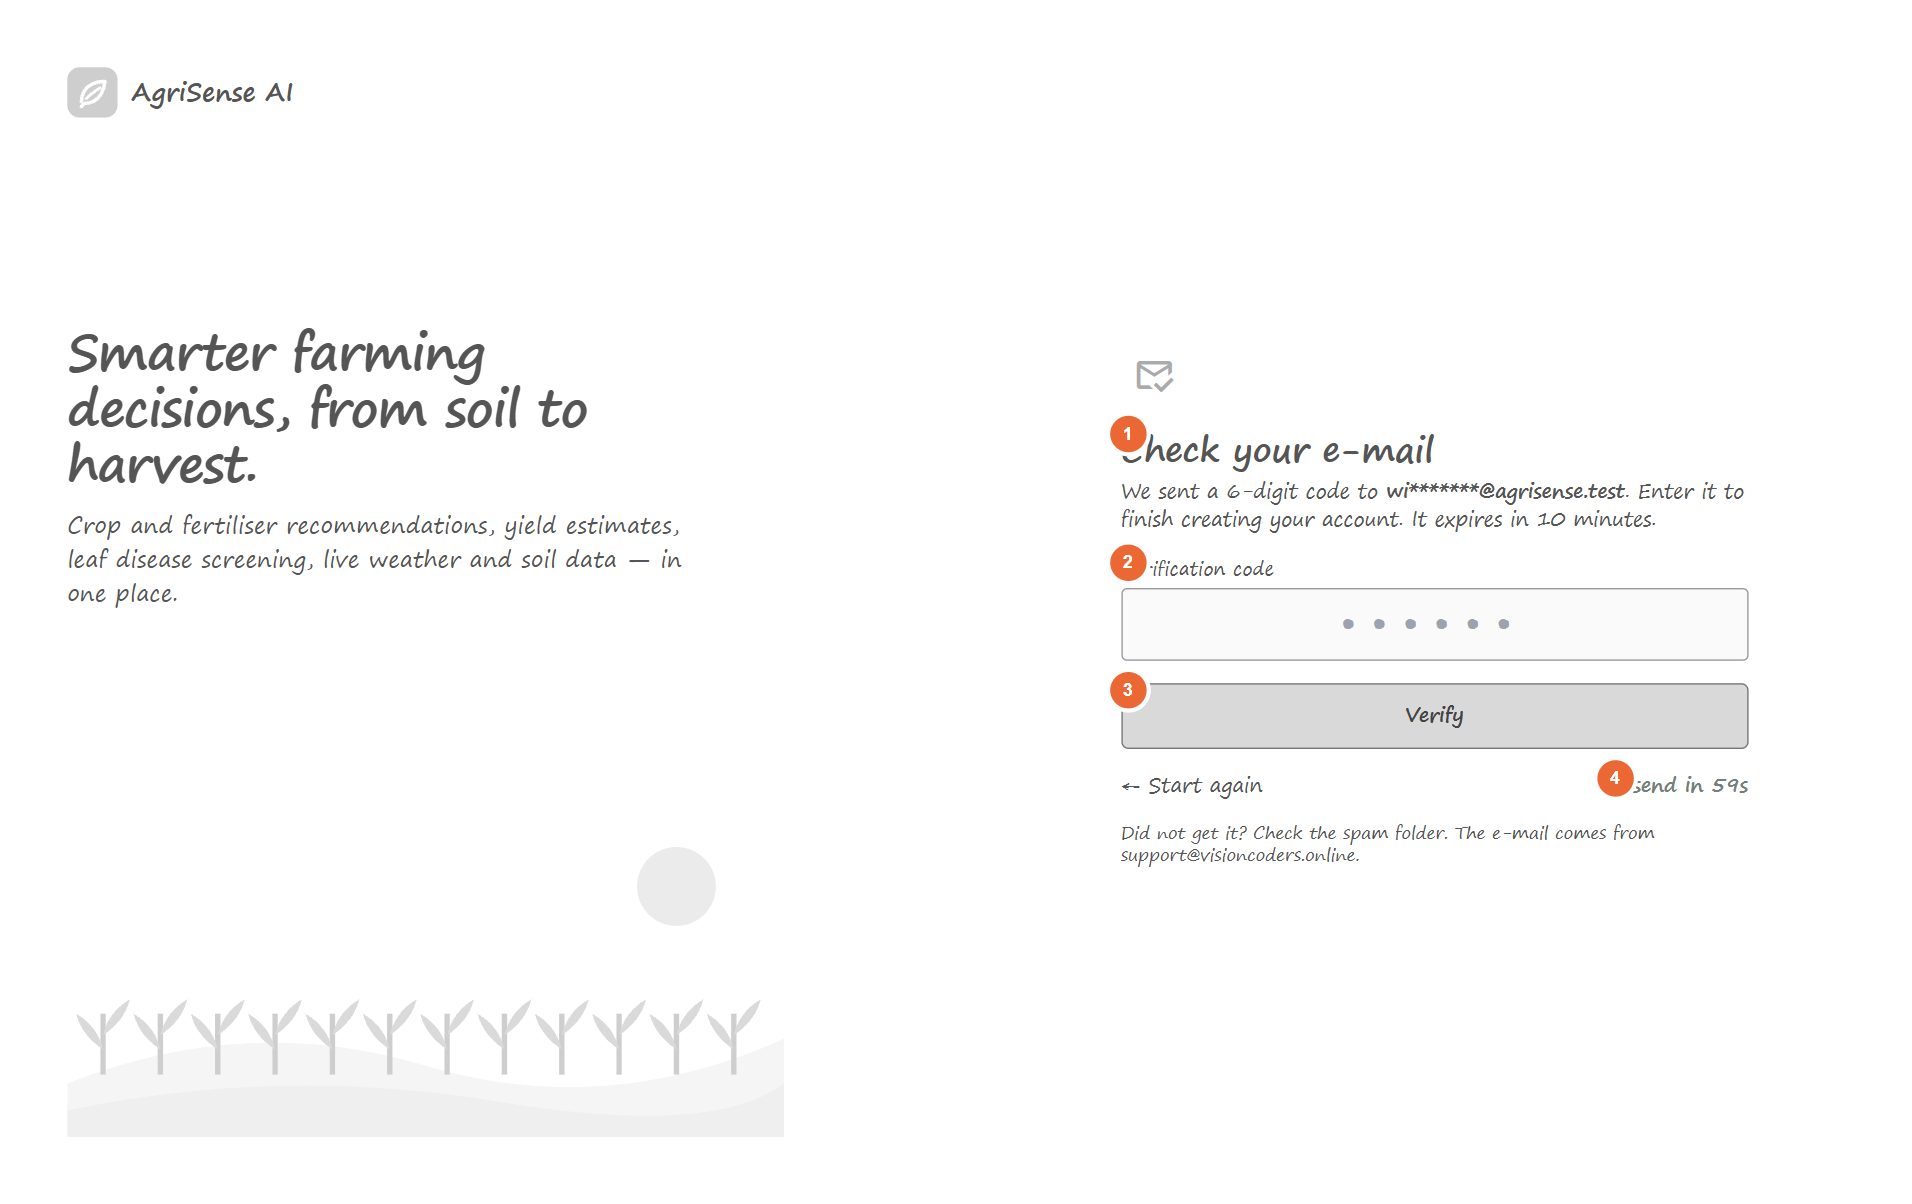 AgriSense AI
Smarter farming
decisions, from soil to
harvest.
Crop and fertiliser recommendations, yield estimates,
leaf disease screening, live weather and soil data — in
one place.
1
heck your e-mail
We sent a 6-digit code to wi*******@agrisense.test. Enter it to
finish creating your account. It expires in 10 minutes.
2
ification code
3
Verify
← Start again
4
send in 59s
Did not get it? Check the spam folder. The e-mail comes from
support@visioncoders.online.